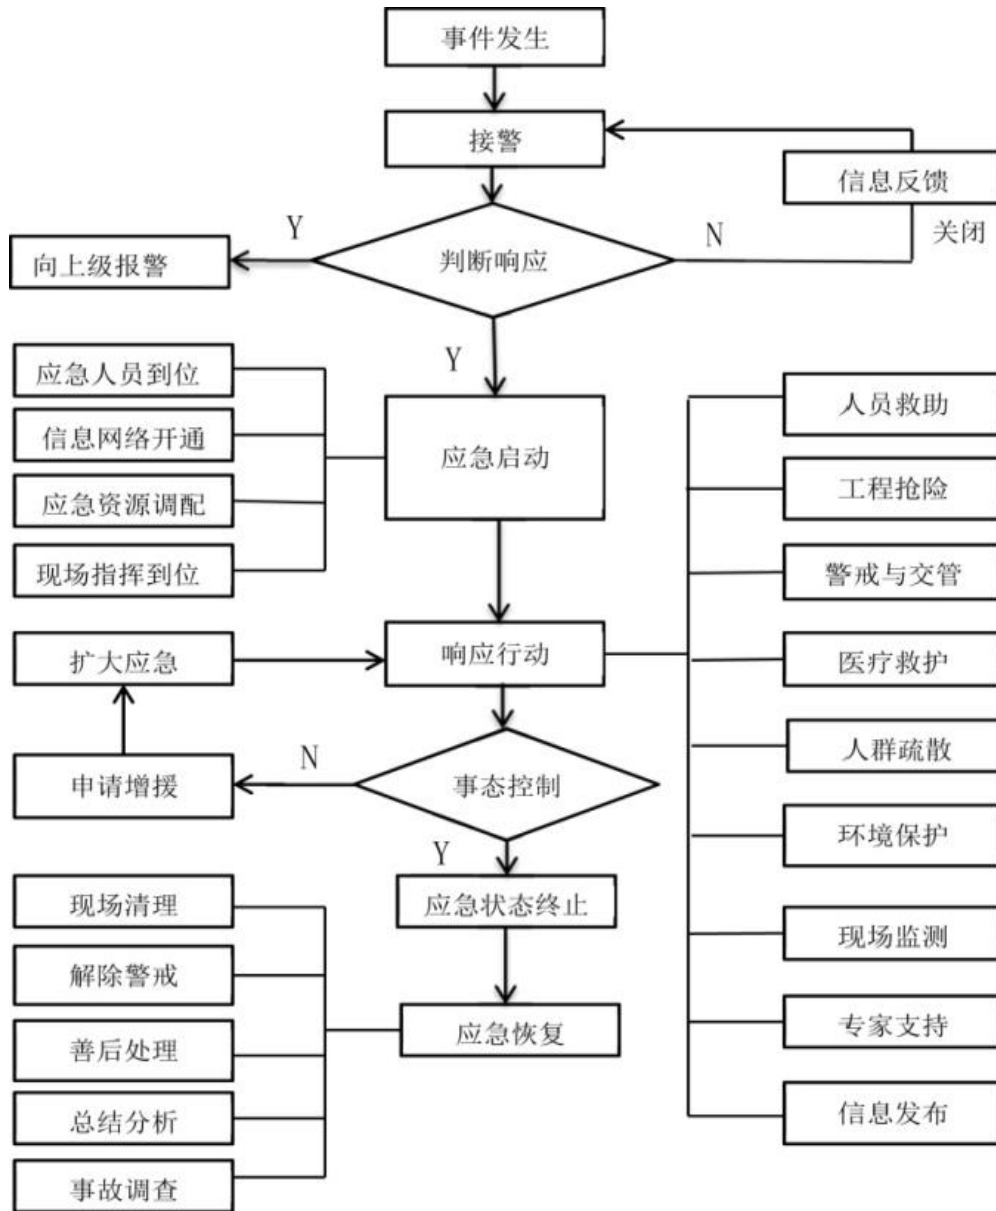 事件发生
接警
信息反馈
Y
N
关闭
向上级报警
判断响应
应急人员到位
Y
信息网络开通
应急启动
人员救助
应急资源调配
工程抢险
现场指挥到位
警戒与交管
扩大应急
响应行动
医疗救护
人群疏散
N
申请增援
事态控制
环境保护
Y
现场清理
应急状态终止
现场监测
解除警戒
专家支持
善后处理
应急恢复
总结分析
信息发布
事故调查